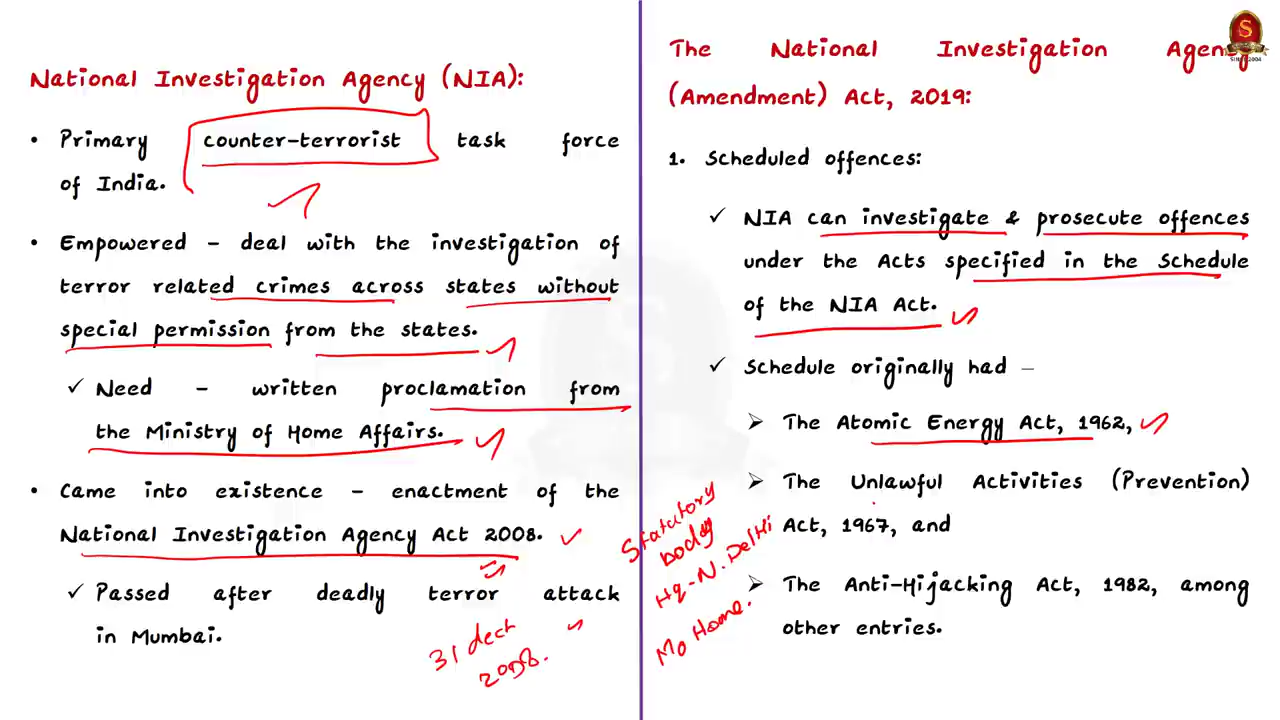 National Investigation Agency (NIA):
• Primary counter-terrorist task force
of India.
• Empowered – deal with the investigation of
terror related crimes across states without
special permission from the states.
✓ Need – written proclamation from
the Ministry of Home Affairs.
• Came into existence – enactment of the
National Investigation Agency Act 2008.
✓ Passed after deadly terror attack
in Mumbai.
31 dect
2008.
Statutory
body
Hq-N. Delhi
Mo Home.
The National Investigation Agency
(Amendment) Act, 2019:
1. Scheduled offences:
✓ NIA can investigate & prosecute offences
under the Acts specified in the Schedule
of the NIA Act.
✓ Schedule originally had –
➢ The Atomic Energy Act, 1962,
➢ The Unlawful Activities (Prevention)
Act, 1967, and
➢ The Anti-Hijacking Act, 1982, among
other entries.
S
SINCE 2004